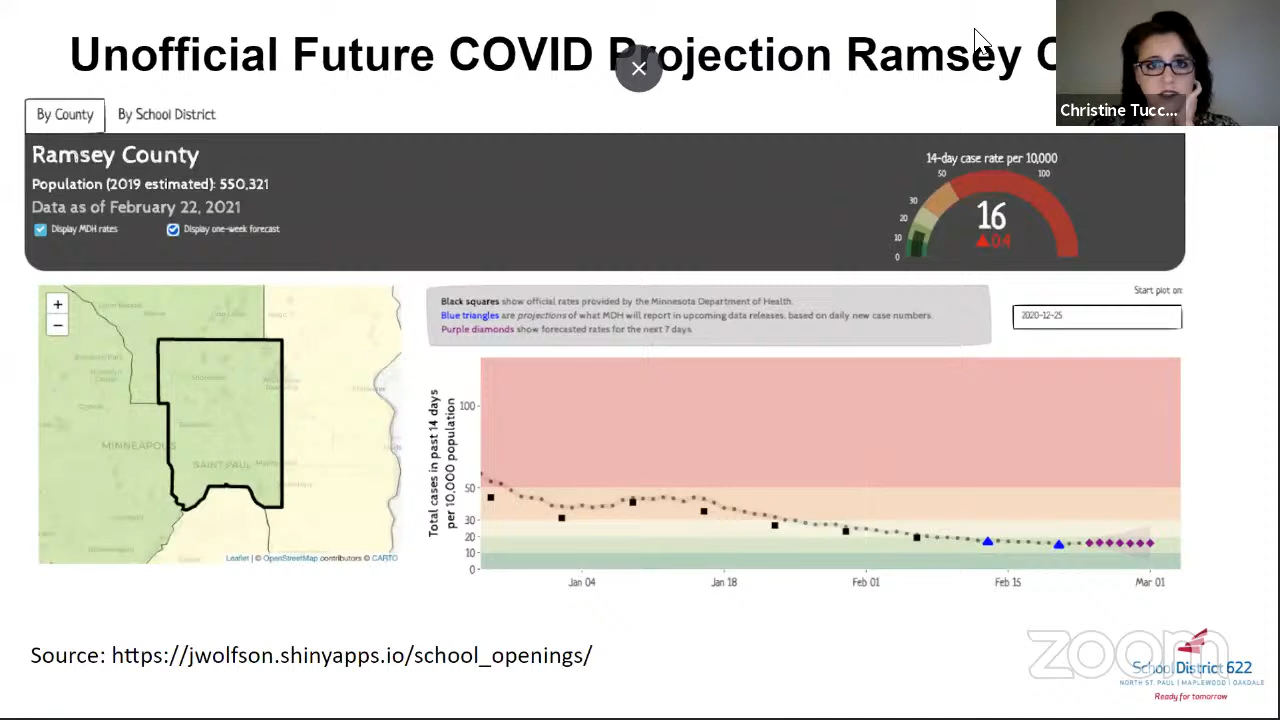 Unofficial Future COVID Projection Ramsey C
Christine Tucc...
By County By School District
Ramsey County
Population (2019 estimated): 550,321
Data as of February 22, 2021
Display MDH rates Display one-week forecast
14-day case rate per 10,000
50 100
30
20
10
0
16
▲0.4
+
−
MINNEAPOLIS
SAINT PAUL
Leaflet | © OpenStreetMap contributors © CARTO
Black squares show official rates provided by the Minnesota Department of Health.
Blue triangles are projections of what MDH will report in upcoming data releases, based on daily new case numbers.
Purple diamonds show forecasted rates for the next 7 days.
Start plot on:
2020-12-25
Total cases in past 14 days
per 10,000 population
100
50
30
20
10
0
Jan 04 Jan 18 Feb 01 Feb 15 Mar 01
Source: https://jwolfson.shinyapps.io/school_openings/
zoom
School District 622
NORTH ST. PAUL | MAPLEWOOD | OAKDALE
Ready for tomorrow